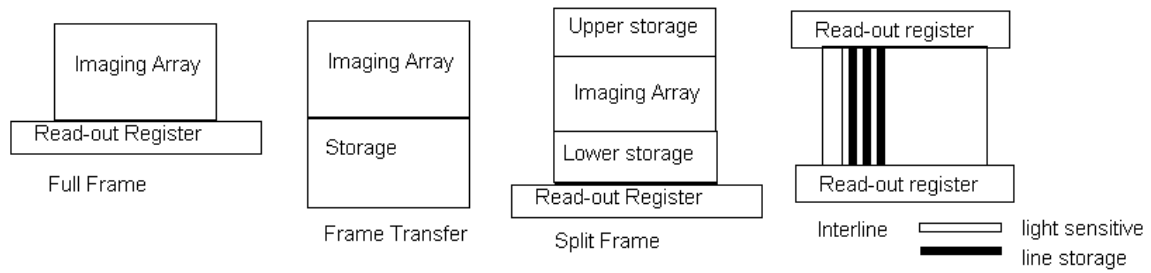 Imaging Array
Read-out Register
Full Frame
Imaging Array
Storage
Frame Transfer
Upper storage
Imaging Array
Lower storage
Read-out Register
Split Frame
Read-out register
Read-out register
Interline
light sensitive
line storage